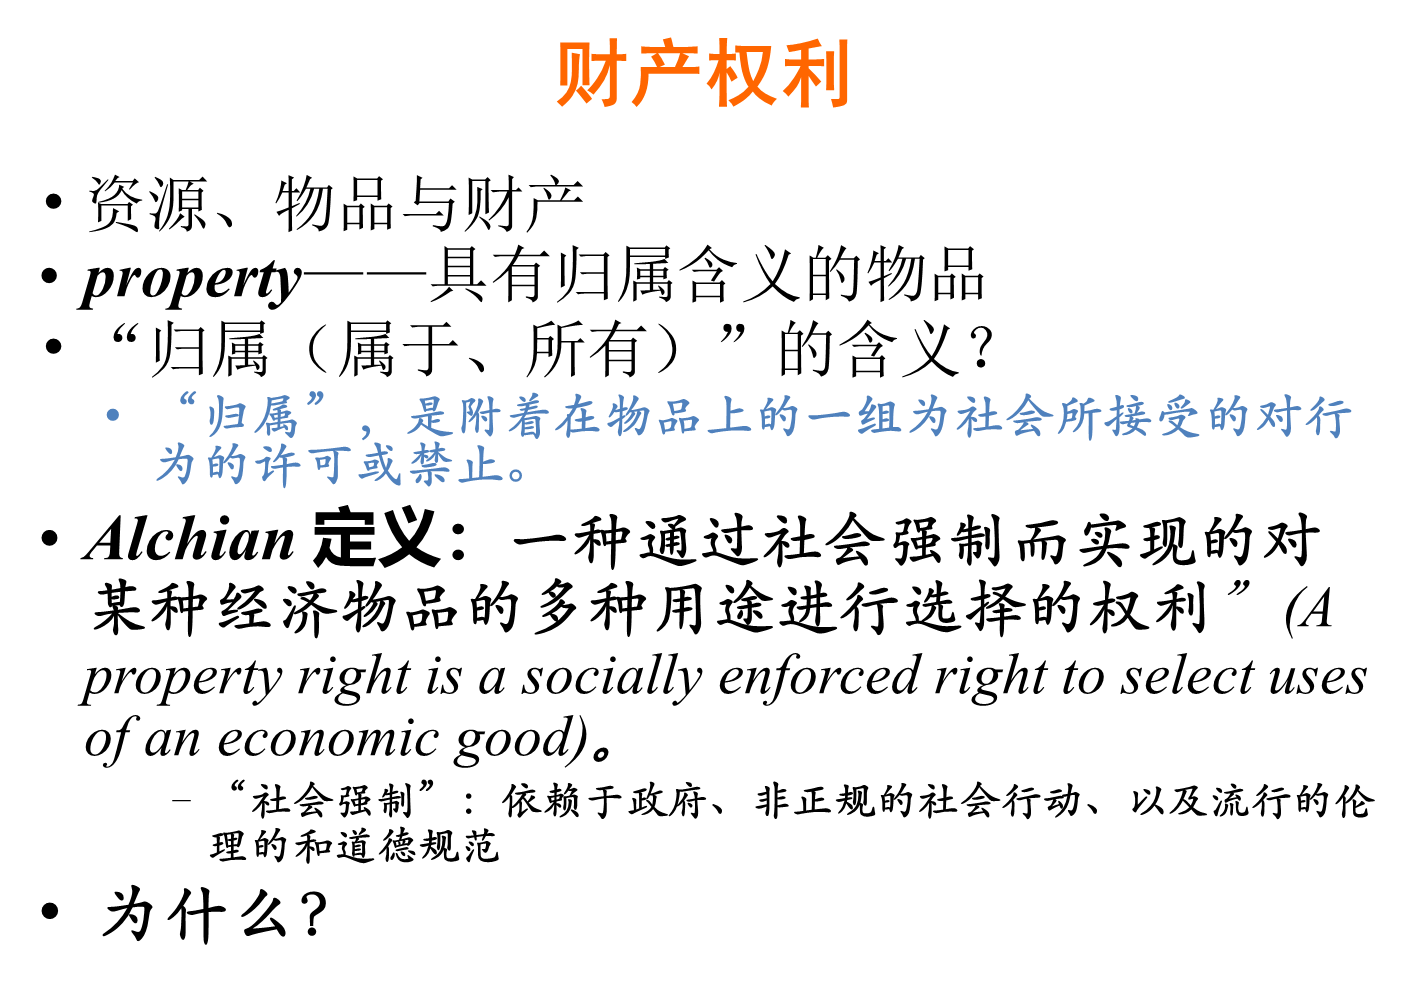 财产权利
• 资源、物品与财产
• property——具有归属含义的物品
• “归属（属于、所有）”的含义？
• “归属”，是附着在物品上的一组为社会所接受的对行
为的许可或禁止。
• Alchian 定义：一种通过社会强制而实现的对
某种经济物品的多种用途进行选择的权利”(A
property right is a socially enforced right to select uses
of an economic good)。
– “社会强制”：依赖于政府、非正规的社会行动、以及流行的伦
理的和道德规范
• 为什么？